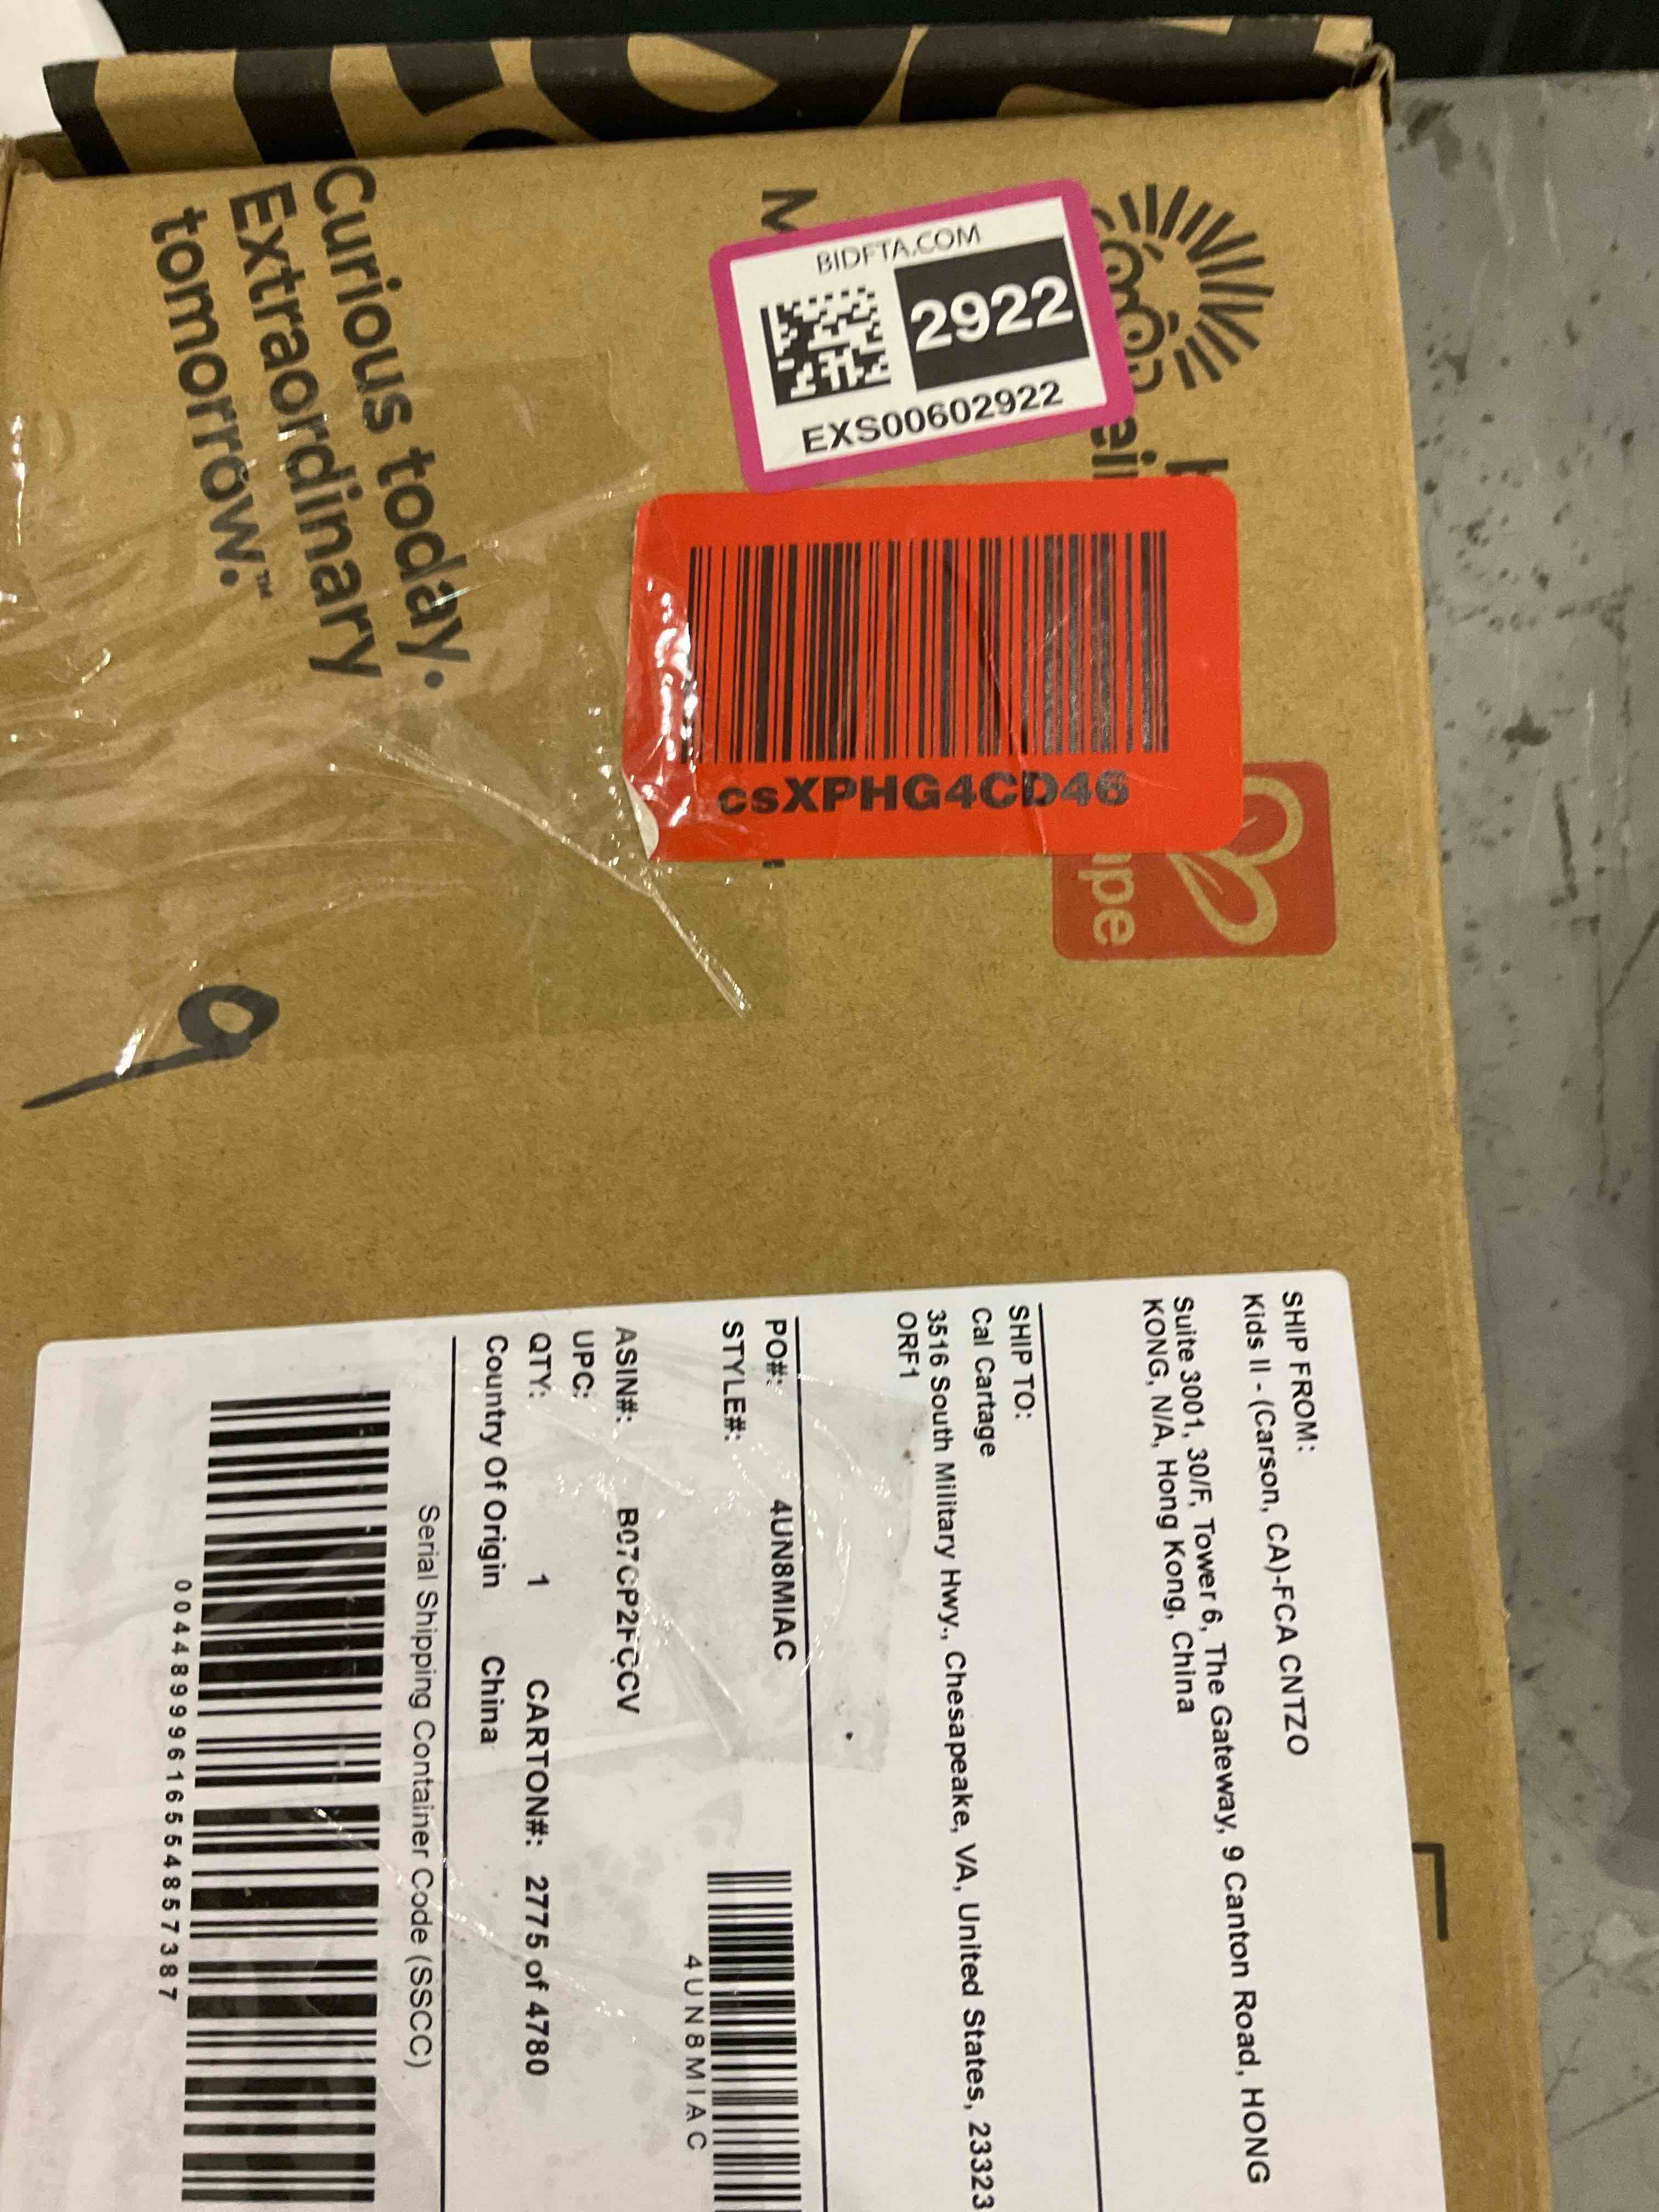 Curious today.
Extraordinary
tomorrow.™
BIDFTA.COM
2922
EXS00602922
csXPHG4CD46
ape
9
SHIP FROM:
Kids II - (Carson, CA)-FCA CNTZO
Suite 3001, 30/F, Tower 6, The Gateway, 9 Canton Road, HONG
KONG, N/A, Hong Kong, China
SHIP TO:
Cal Cartage
3516 South Military Hwy., Chesapeake, VA, United States, 23323
ORF1
PO#: 4UN8MIAC
4UN8MIAC
STYLE#:
ASIN#:
UPC:
QTY: 1 CARTON#: 2775 of 4780
Country Of Origin China
Serial Shipping Container Code (SSCC)
00448999616554857387